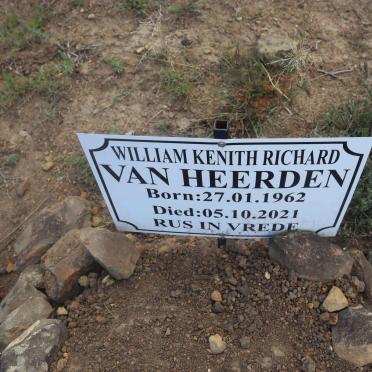 WILLIAM KENITH RICHARD
VAN HEERDEN
Born:27.01.1962
Died:05.10.2021
RUS IN VREDE